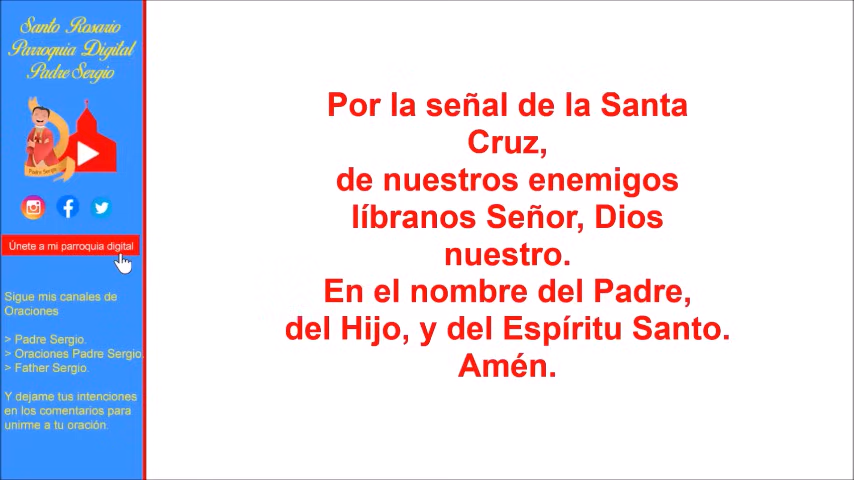 Santo Rosario
Parroquia Digital
Padre Sergio
Padre Sergio
Únete a mi parroquia digital
Sigue mis canales de
Oraciones
> Padre Sergio.
> Oraciones Padre Sergio.
> Father Sergio.
Y dejame tus intenciones
en los comentarios para
unirme a tu oración.
Por la señal de la Santa
Cruz,
de nuestros enemigos
líbranos Señor, Dios
nuestro.
En el nombre del Padre,
del Hijo, y del Espíritu Santo.
Amén.